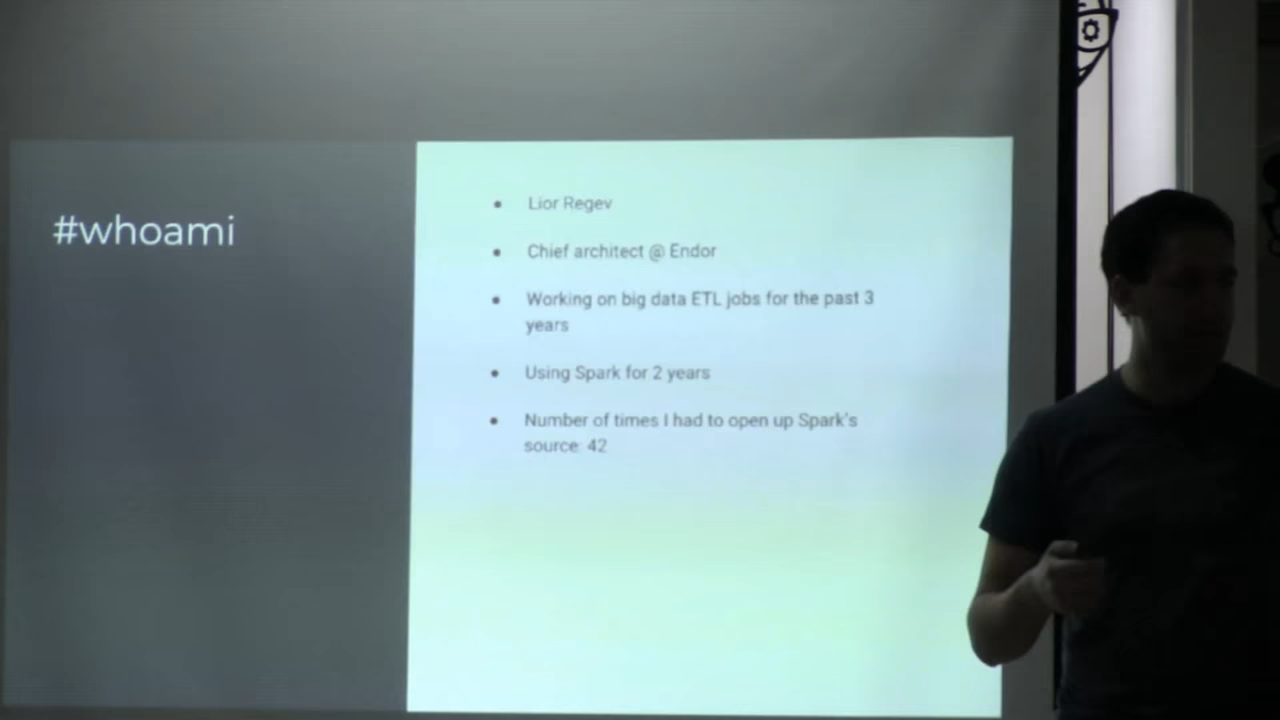 #whoami
• Lior Regev
• Chief architect @ Endor
• Working on big data ETL jobs for the past 3
years
• Using Spark for 2 years
• Number of times I had to open up Spark's
source: 42